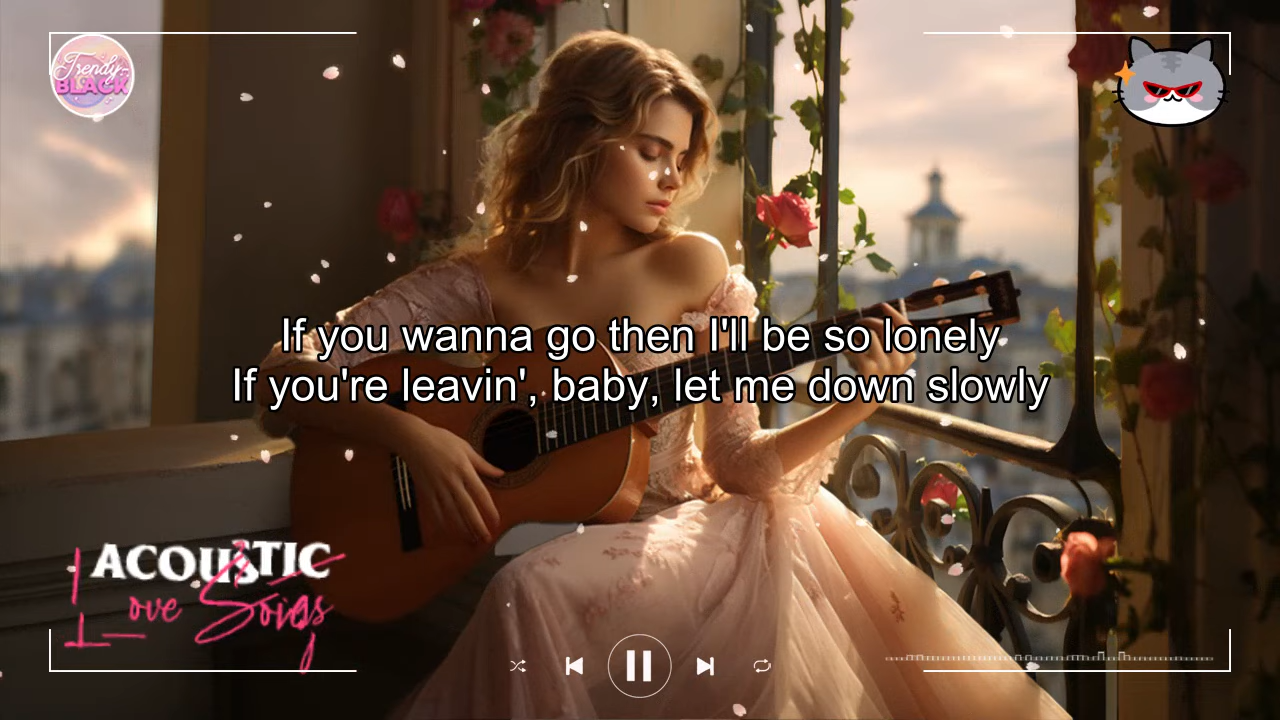 Trendy
BLACK
If you wanna go then I'll be so lonely
If you're leavin', baby, let me down slowly
ACOUSTIC
Love Songs